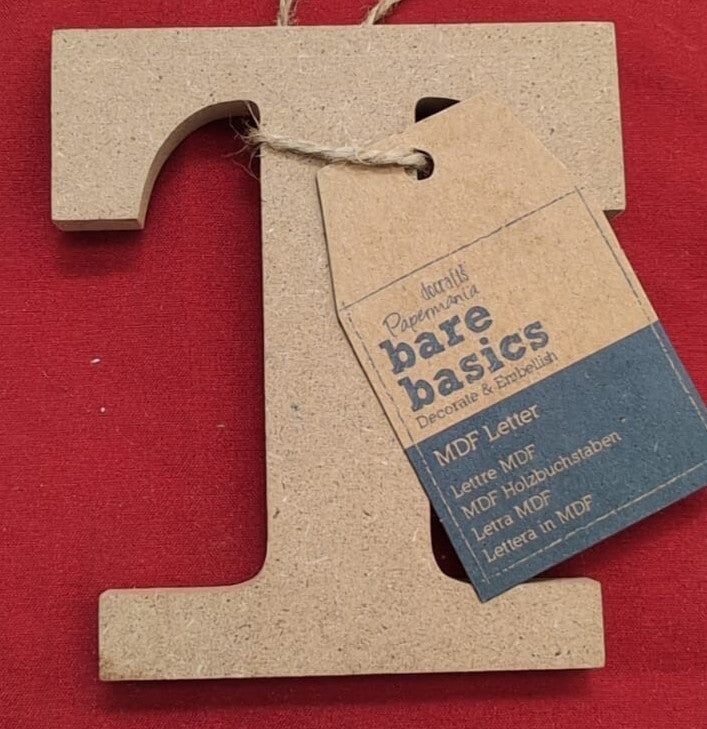 T
docrafts
Papermania
bare
basics
Decorate & Embellish
MDF Letter
Lettre MDF
MDF Holzbuchstaben
Letra MDF
Lettera in MDF